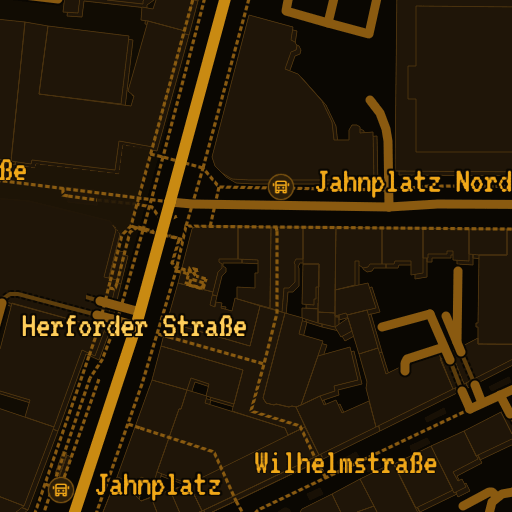 ße
Jahnplatz Nord
Herforder Straße
Wilhelmstraße
Jahnplatz